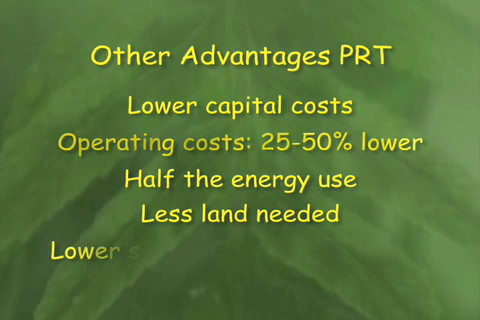 Other Advantages PRT
Lower capital costs
Operating costs: 25-50% lower
Half the energy use
Less land needed
Lower s